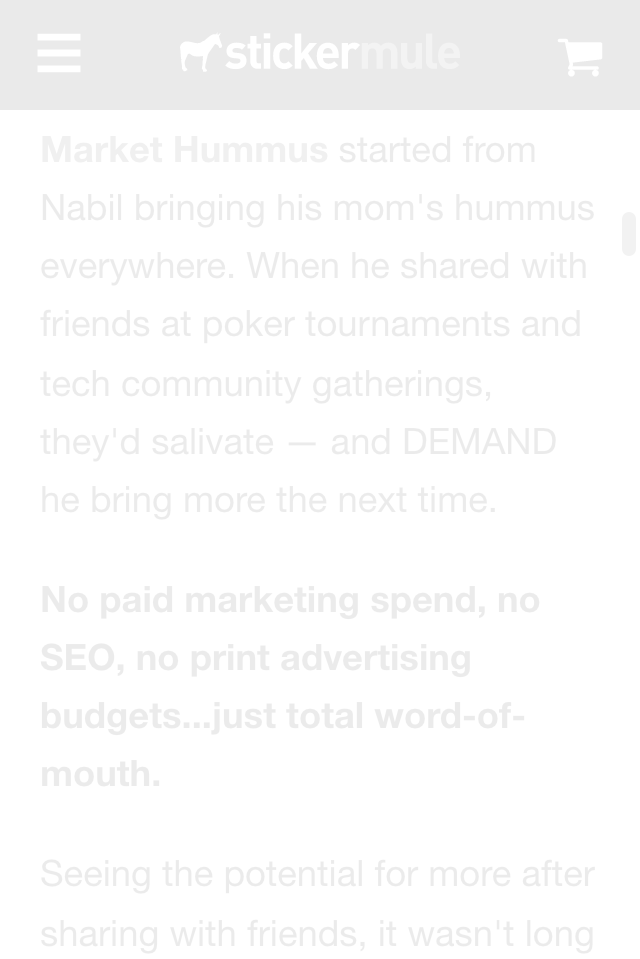 stickermule
Market Hummus started from
Nabil bringing his mom's hummus
everywhere. When he shared with
friends at poker tournaments and
tech community gatherings,
they'd salivate — and DEMAND
he bring more the next time.
No paid marketing spend, no
SEO, no print advertising
budgets...just total word-of-
mouth.
Seeing the potential for more after
sharing with friends, it wasn't long